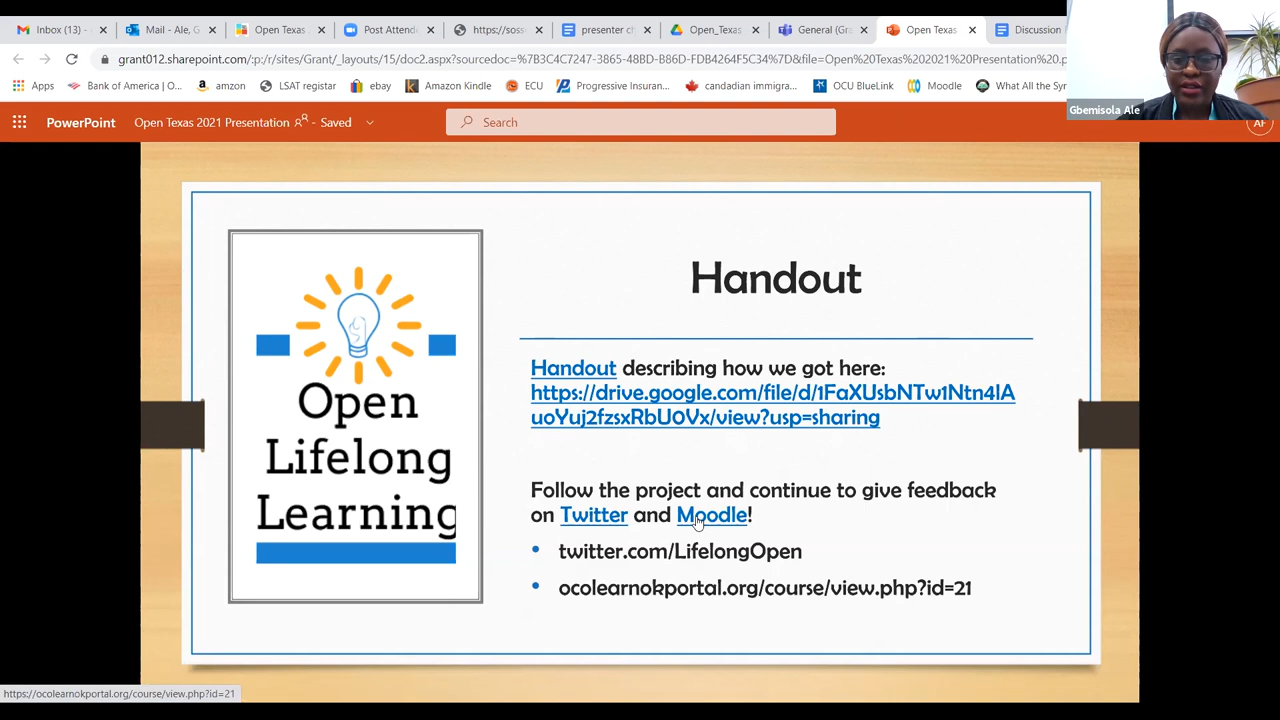 Inbox (13) -
Mail - Ale, G
Open Texas
Post Attende
https://soss
presenter ch
Open_Texas
General (Gra
Open Texas
Discussion
grant012.sharepoint.com/:p:/r/sites/Grant/_layouts/15/doc2.aspx?sourcedoc=%7B3C4C7247-3865-48BD-B86D-FDB4264F5C34%7D&file=Open%20Texas%202021%20Presentation%20.p
Apps
Bank of America | O...
amzon
LSAT registar
ebay
Amazon Kindle
ECU
Progressive Insuran...
candadian immigra...
OCU BlueLink
Moodle
What All the Syn
Gbemisola Ale
PowerPoint
Open Texas 2021 Presentation - Saved
Search
AF
Open
Lifelong
Learning
Handout
Handout describing how we got here:
https://drive.google.com/file/d/1FaXUsbNTw1Ntn4lA
uoYuj2fzsxRbU0Vx/view?usp=sharing
Follow the project and continue to give feedback
on Twitter and Moodle!
• twitter.com/LifelongOpen
• ocolearnokportal.org/course/view.php?id=21
https://ocolearnokportal.org/course/view.php?id=21